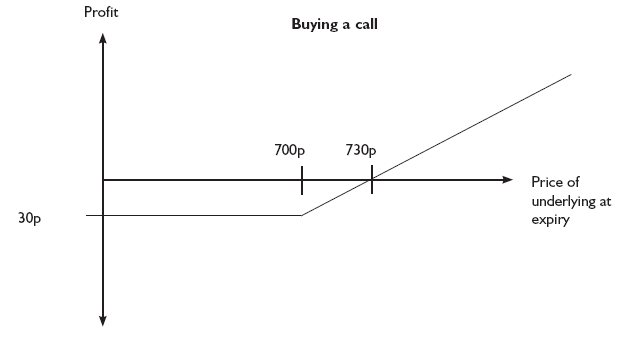 Profit
Buying a call
700p
730p
Price of
underlying at
expiry
30p